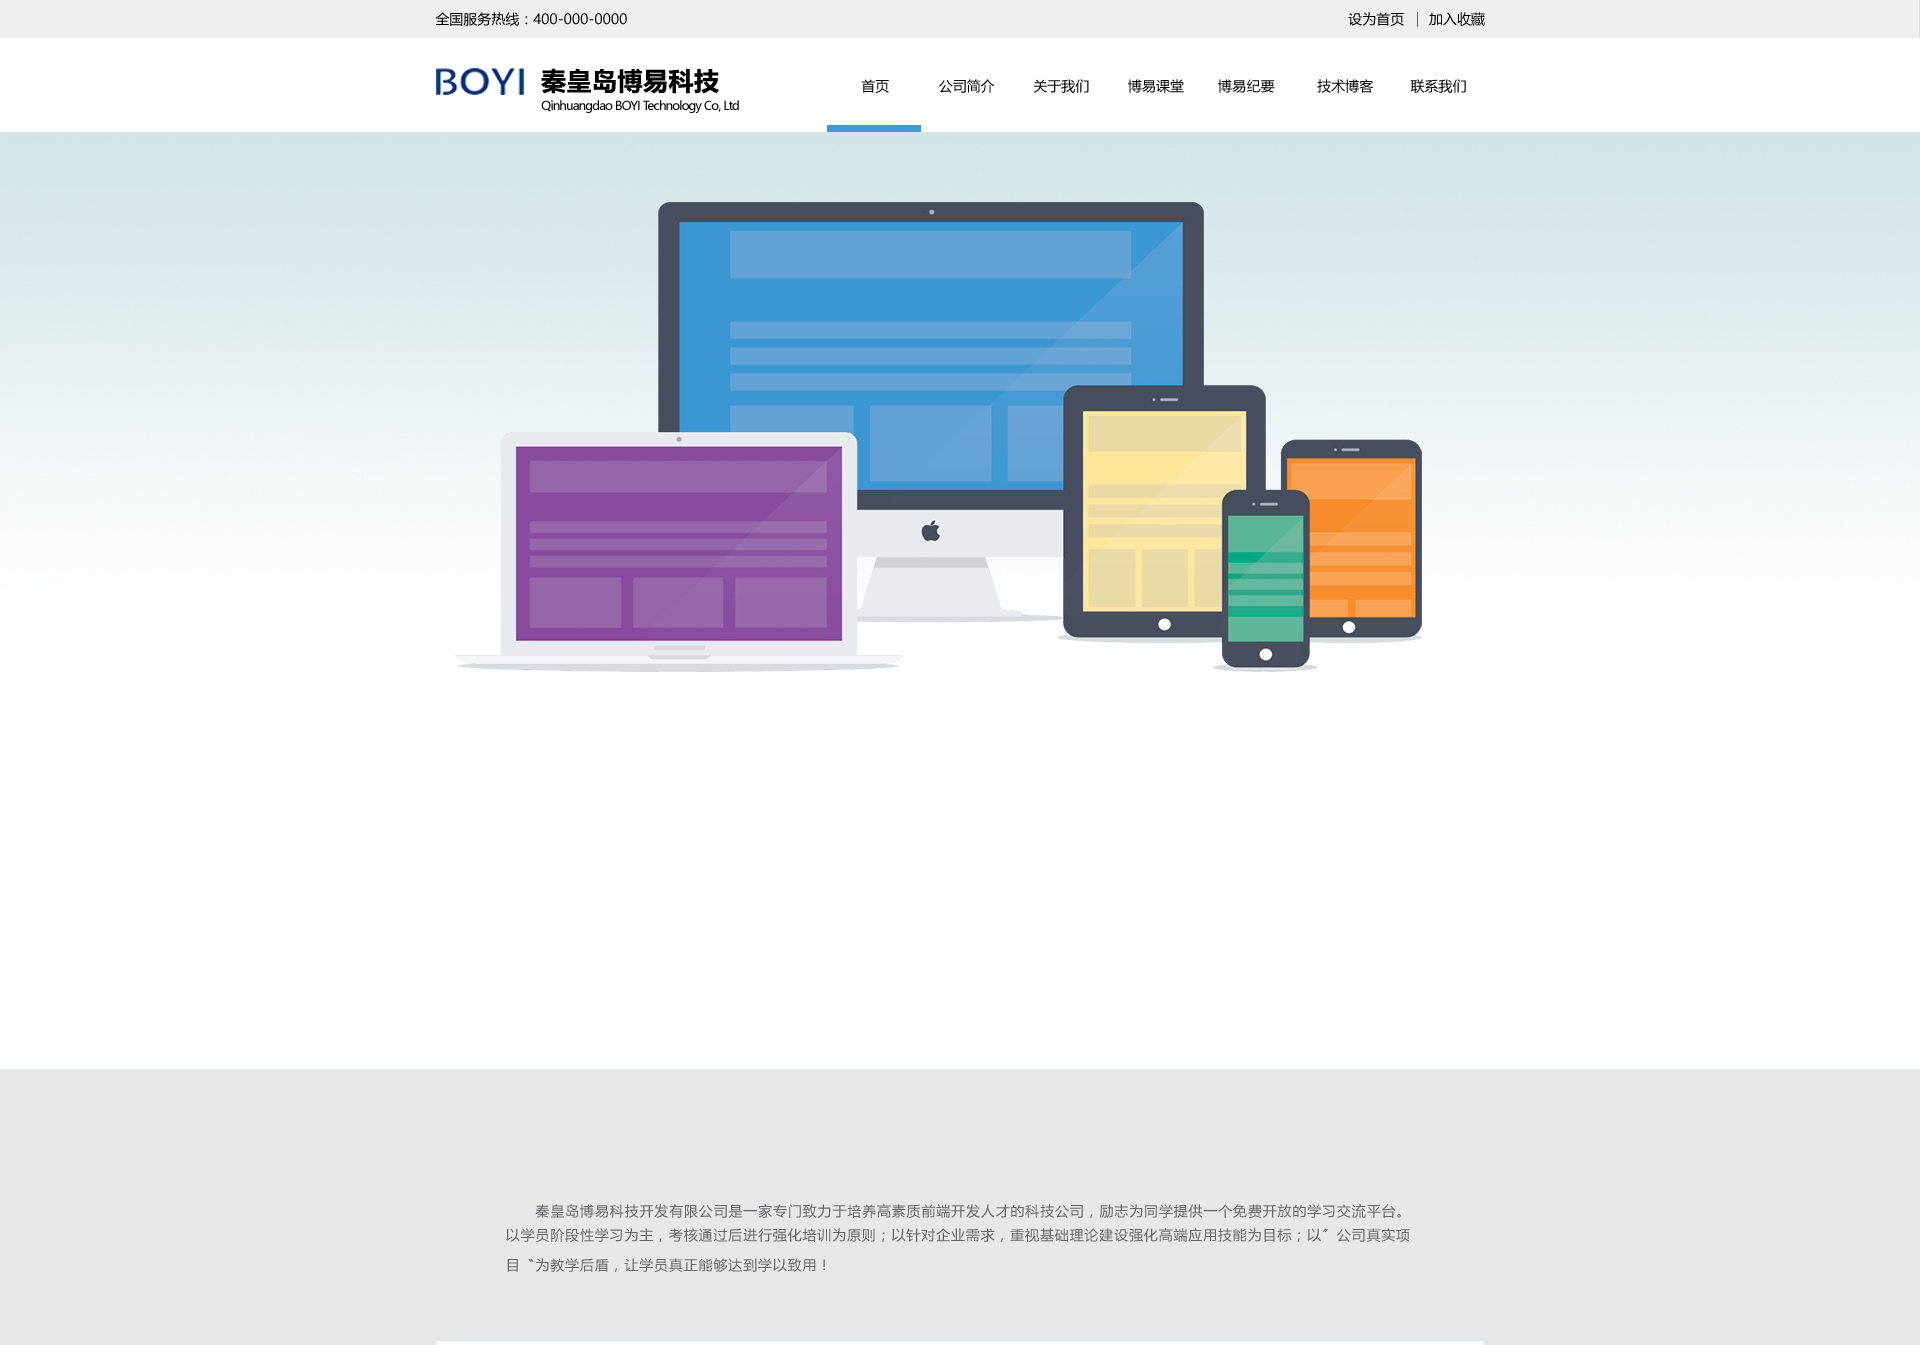 全国服务热线：400-000-0000
设为首页 | 加入收藏
BOYI 秦皇岛博易科技
Qinhuangdao BOYI Technology Co, Ltd
首页 公司简介 关于我们 博易课堂 博易纪要 技术博客 联系我们
秦皇岛博易科技开发有限公司是一家专门致力于培养高素质前端开发人才的科技公司，励志为同学提供一个免费开放的学习交流平台。
以学员阶段性学习为主，考核通过后进行强化培训为原则；以针对企业需求，重视基础理论建设强化高端应用技能为目标；以〞公司真实项
目〝为教学后盾，让学员真正能够达到学以致用！